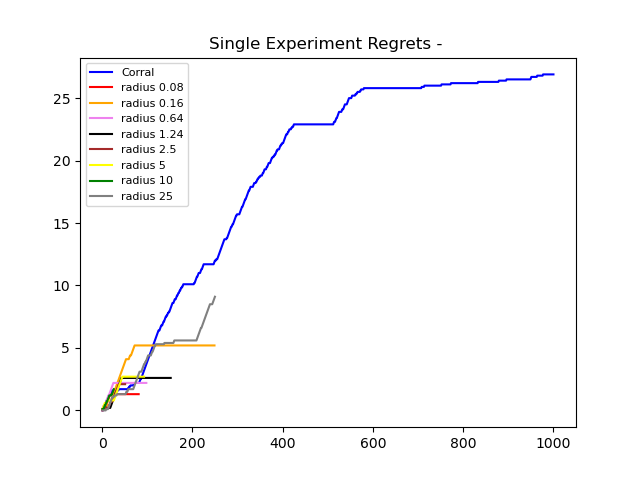 Single Experiment Regrets -
Corral
radius 0.08
radius 0.16
radius 0.64
radius 1.24
radius 2.5
radius 5
radius 10
radius 25
25
20
15
10
5
0
0 200 400 600 800 1000